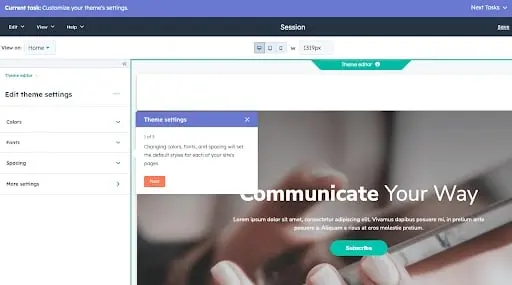 Current task: Customize your theme's settings.
Next Tasks
Edit
View
Help
Session
Save
View on: Home
W 1319px
Theme editor
Theme editor
Edit theme settings
Colors
Fonts
Spacing
More settings
Theme settings
1 of 5
Changing colors, fonts, and spacing will set
the default styles for each of your site's
pages
Next
Communicate Your Way
Lorem ipsum dolor sit amet, consectetur adipiscing elit. Vivamus dapibus posuere mi, in pretium ante
posuere a. Aliquam a risus at eros molestie pretium.
Subscribe